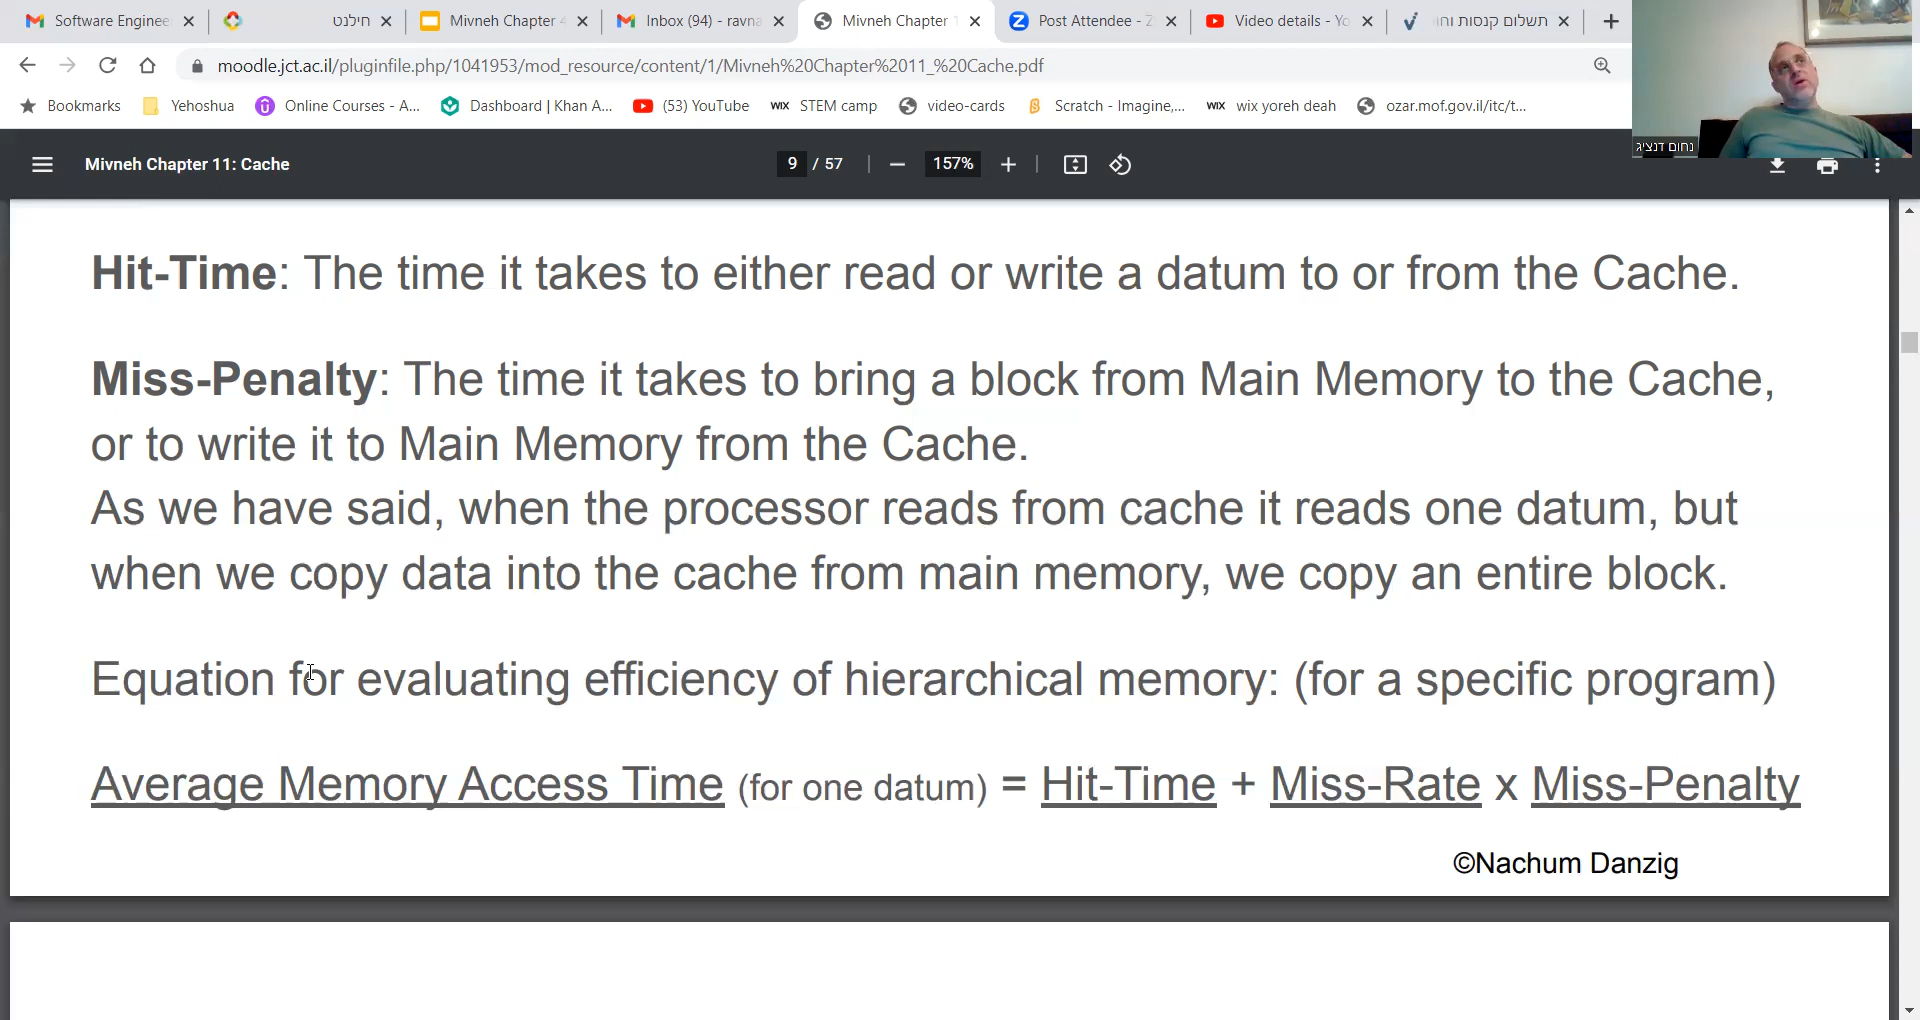 Software Enginee
חילנט
Mivneh Chapter 4
Inbox (94) - ravna
Mivneh Chapter 1
Post Attendee - Z
Video details - Yo
תשלום קנסות וחו
moodle.jct.ac.il/pluginfile.php/1041953/mod_resource/content/1/Mivneh%20Chapter%2011_%20Cache.pdf
Bookmarks
Yehoshua
Online Courses - A...
Dashboard | Khan A...
(53) YouTube
WIX STEM camp
video-cards
Scratch - Imagine,...
WIX wix yoreh deah
ozar.mof.gov.il/itc/t...
נחום דנציג
Mivneh Chapter 11: Cache
9 / 57
157%
Hit-Time: The time it takes to either read or write a datum to or from the Cache.
Miss-Penalty: The time it takes to bring a block from Main Memory to the Cache,
or to write it to Main Memory from the Cache.
As we have said, when the processor reads from cache it reads one datum, but
when we copy data into the cache from main memory, we copy an entire block.
Equation for evaluating efficiency of hierarchical memory: (for a specific program)
Average Memory Access Time (for one datum) = Hit-Time + Miss-Rate x Miss-Penalty
©Nachum Danzig